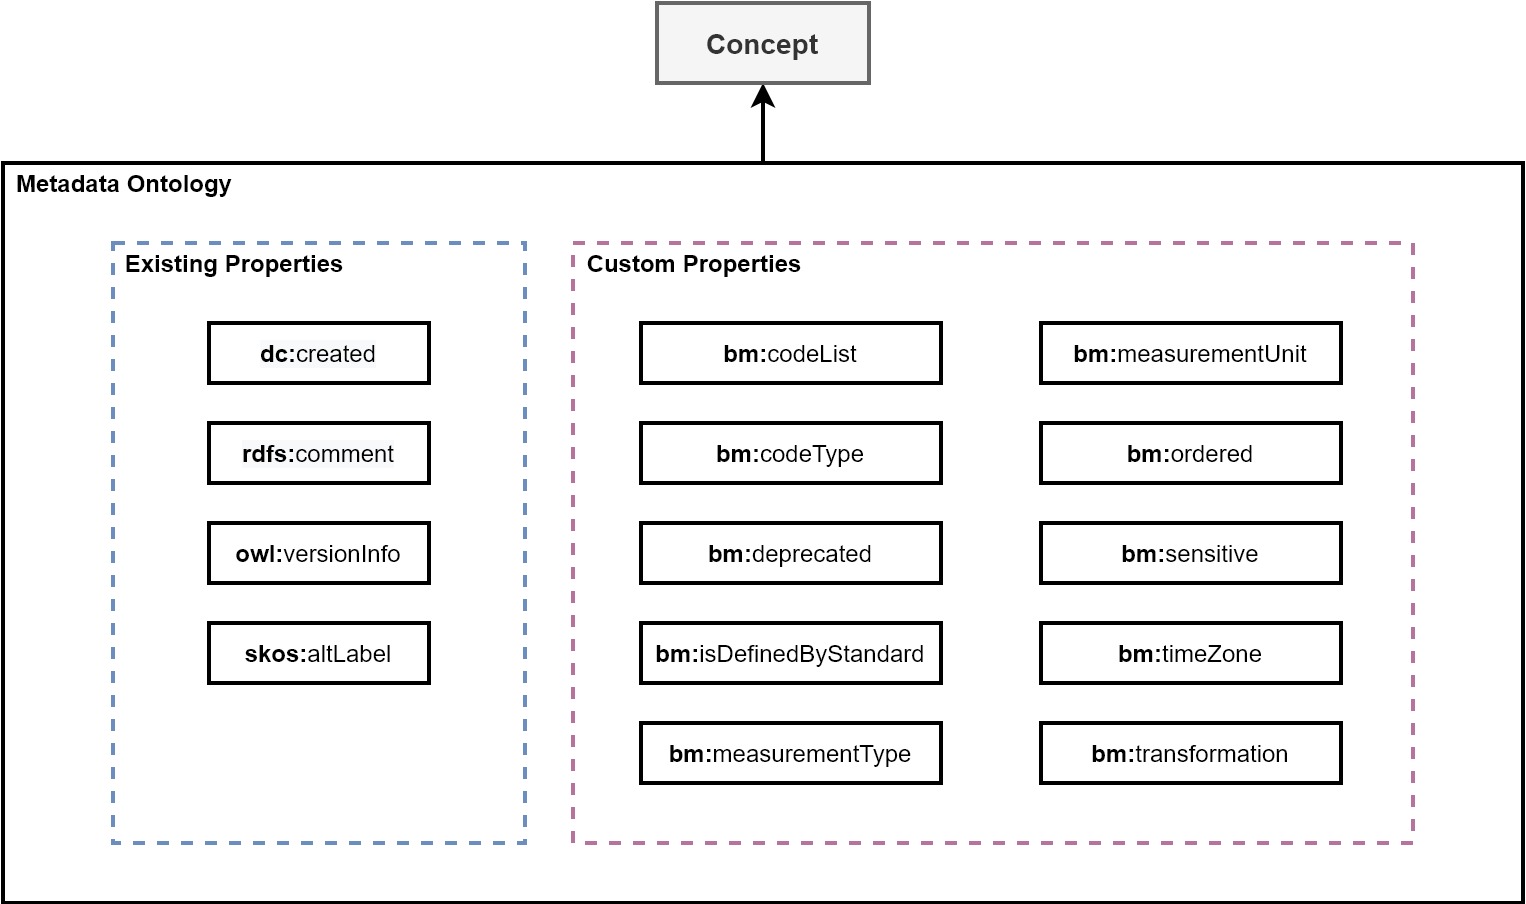 Concept
Metadata Ontology
Existing Properties
dc:created
rdfs:comment
owl:versionInfo
skos:altLabel
Custom Properties
bm:codeList
bm:codeType
bm:deprecated
bm:isDefinedByStandard
bm:measurementType
bm:measurementUnit
bm:ordered
bm:sensitive
bm:timeZone
bm:transformation